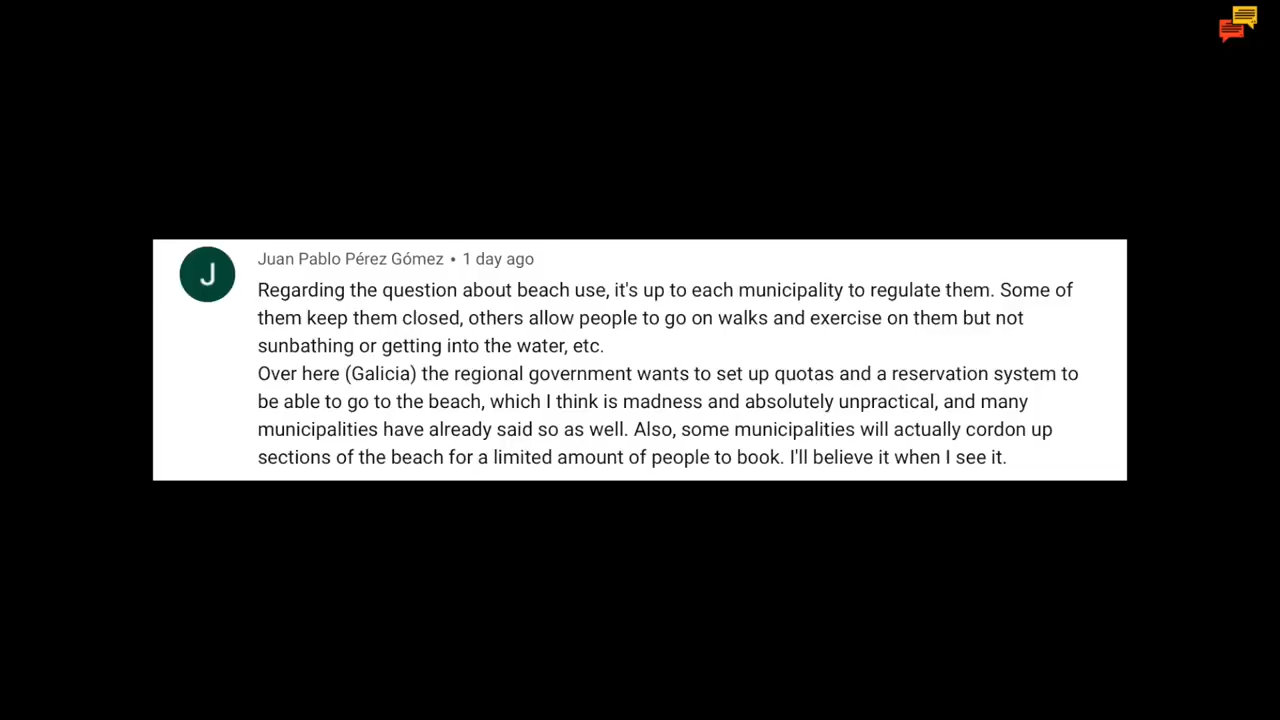 J
Juan Pablo Pérez Gómez • 1 day ago
Regarding the question about beach use, it's up to each municipality to regulate them. Some of
them keep them closed, others allow people to go on walks and exercise on them but not
sunbathing or getting into the water, etc.
Over here (Galicia) the regional government wants to set up quotas and a reservation system to
be able to go to the beach, which I think is madness and absolutely unpractical, and many
municipalities have already said so as well. Also, some municipalities will actually cordon up
sections of the beach for a limited amount of people to book. I'll believe it when I see it.